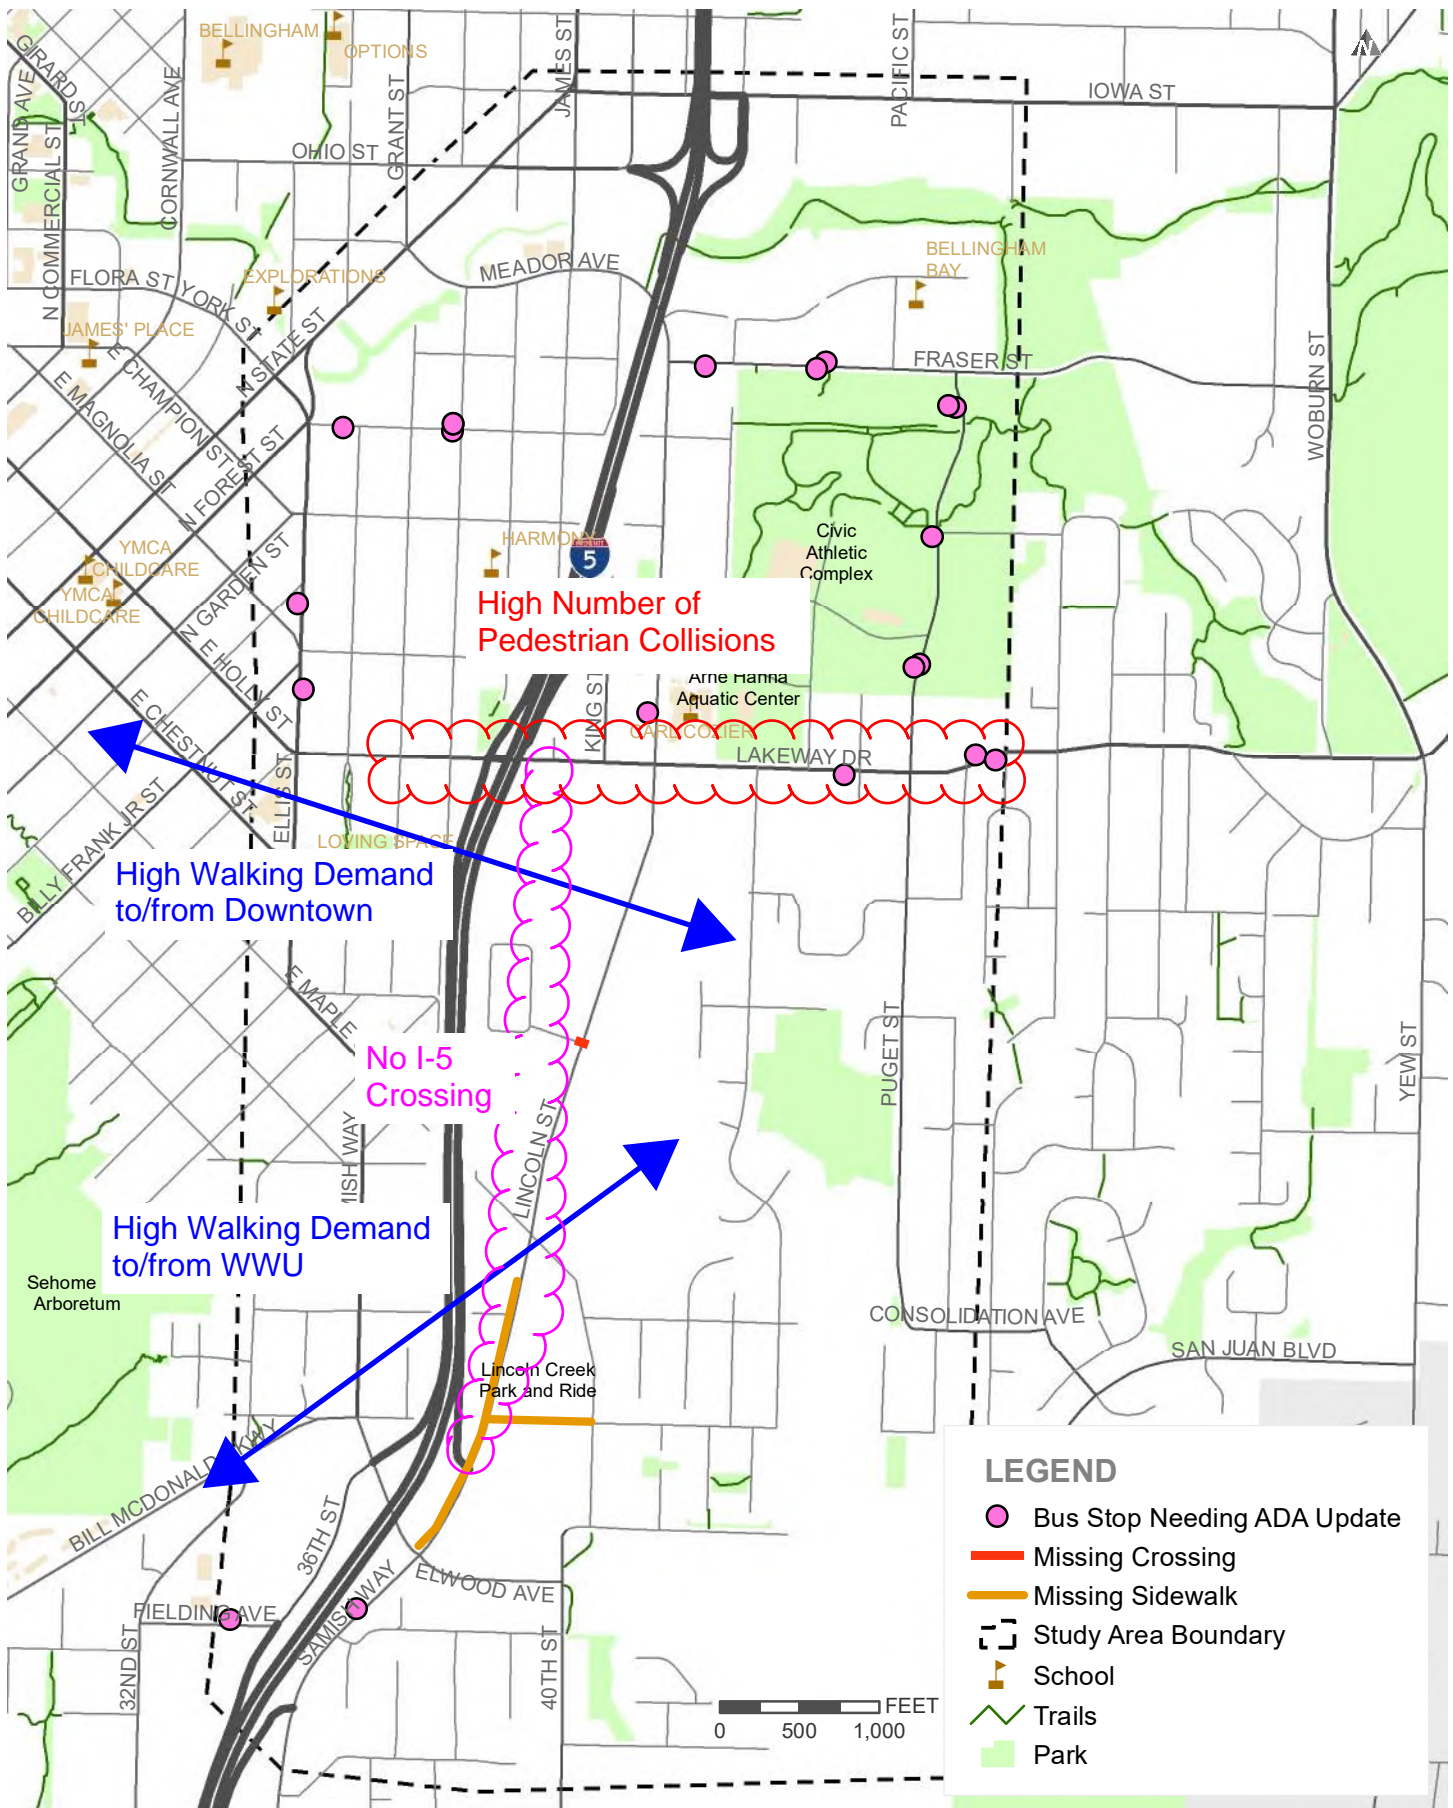 BELLINGHAM
OPTIONS
GIRARD ST
GRAND AVE
N COMMERCIAL ST
CORNWALL AVE
GRANT ST
JAMES ST
PACIFIC ST
N
IOWA ST
OHIO ST
MEADOR AVE
BELLINGHAM
BAY
FLORA ST
YORK ST
EXPLORATIONS
JAMES' PLACE
N STATE ST
FRASER ST
WOBURN ST
E CHAMPION ST
E MAGNOLIA ST
N FOREST ST
YMCA
CHILDCARE
YMCA
CHILDCARE
N GARDEN ST
HARMONY
5
Civic
Athletic
Complex
High Number of
Pedestrian Collisions
N E HOLLY ST
Arne Hanna
Aquatic Center
KING ST
CARL COZIER
LAKEWAY DR
E CHESTNUT ST
ELLIS ST
BILLY FRANK JR ST
LOVING SPACE
High Walking Demand
to/from Downtown
E MAPLE
No I-5
Crossing
PUGET ST
YEW ST
LINCOLN ST
MISH WAY
High Walking Demand
to/from WWU
Sehome
Arboretum
CONSOLIDATION AVE
SAN JUAN BLVD
Lincoln Creek
Park and Ride
BILL MCDONALD PKWY
36TH ST
ELWOOD AVE
FIELDING AVE
SAMISH WAY
32ND ST
40TH ST
FEET
0 500 1,000
LEGEND
Bus Stop Needing ADA Update
Missing Crossing
Missing Sidewalk
Study Area Boundary
School
Trails
Park